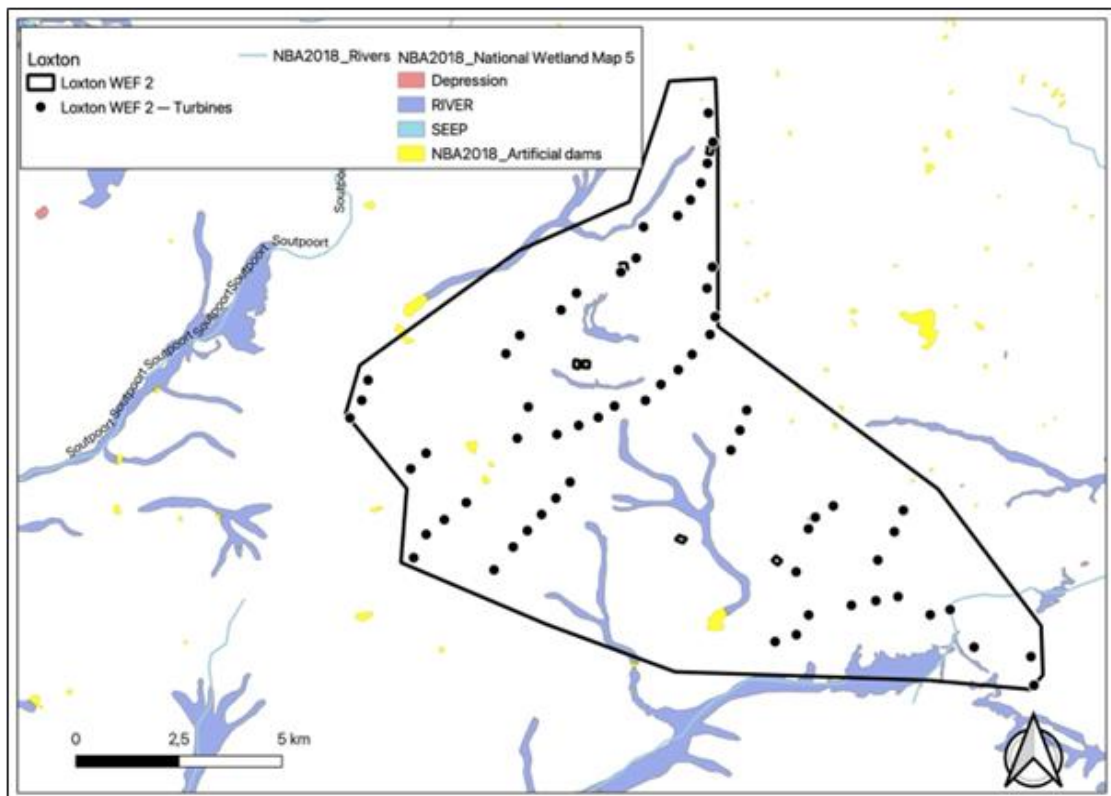 Loxton
Loxton WEF 2
Loxton WEF 2 — Turbines
NBA2018_Rivers
NBA2018_National Wetland Map 5
Depression
RIVER
SEEP
NBA2018_Artificial dams
Soutpoort
Soutpoort
Soutpoort
Soutpoort
Soutpoort
Soutpoort
Soutpoort
0
2,5
5 km